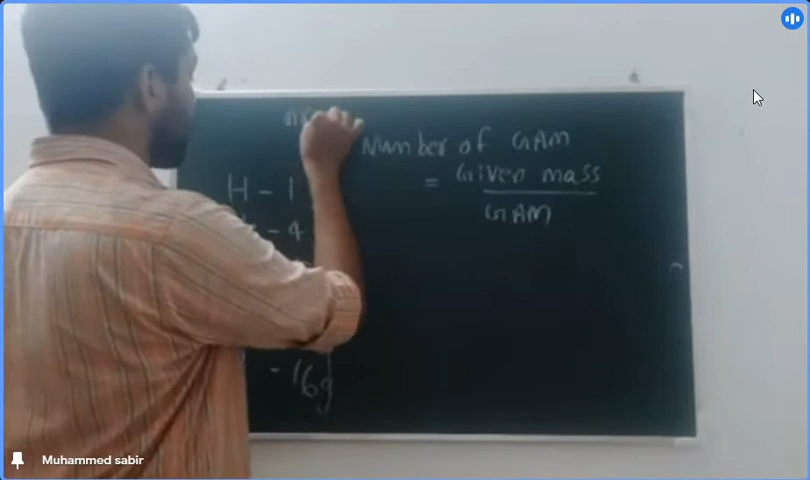 Number of GAM
H - 1
= Given mass
GAM
- 4
- 16g
Muhammed sabir